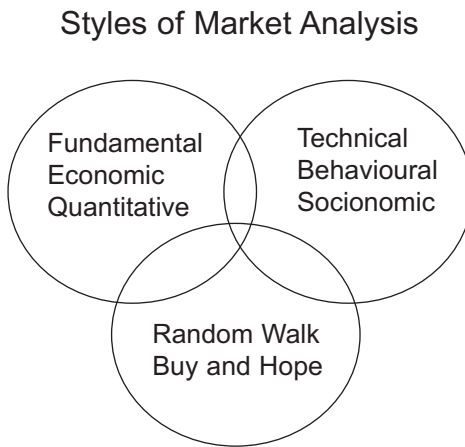 Styles of Market Analysis
Fundamental
Economic
Quantitative
Technical
Behavioural
Socionomic
Random Walk
Buy and Hope